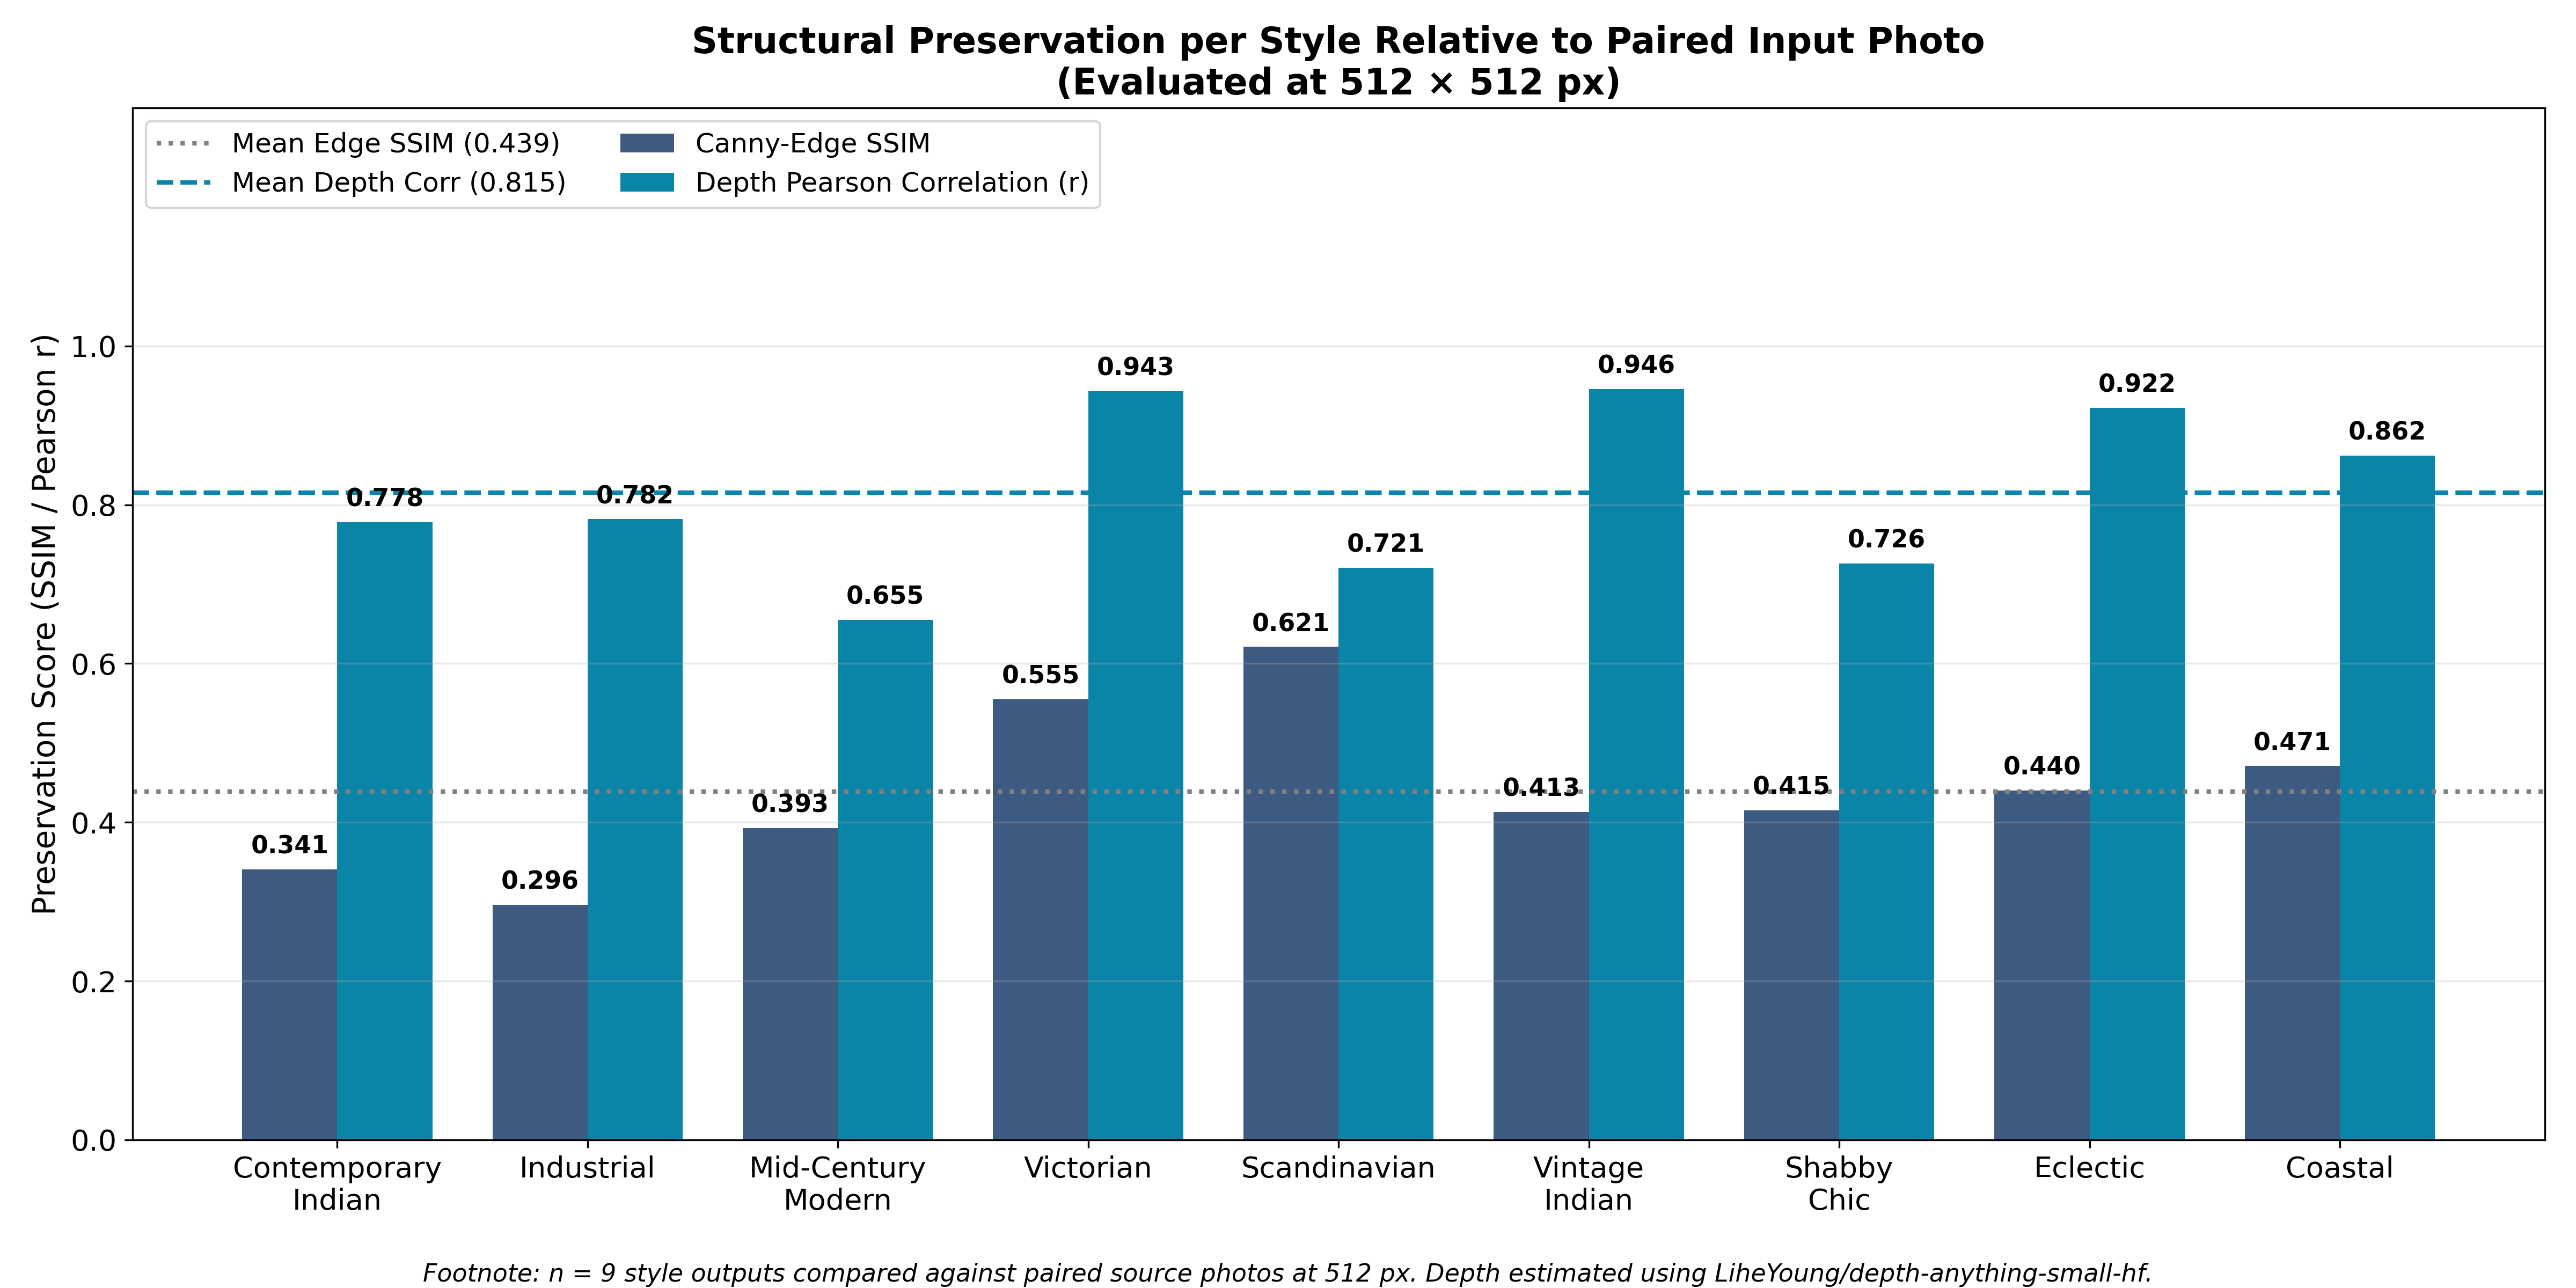 Structural Preservation per Style Relative to Paired Input Photo
(Evaluated at 512 × 512 px)
Mean Edge SSIM (0.439)
Mean Depth Corr (0.815)
Canny-Edge SSIM
Depth Pearson Correlation (r)
Preservation Score (SSIM / Pearson r)
1.0
0.8
0.6
0.4
0.2
0.0
0.341
0.778
0.296
0.782
0.393
0.655
0.555
0.943
0.621
0.721
0.413
0.946
0.415
0.726
0.440
0.922
0.471
0.862
Contemporary
Indian
Industrial
Mid-Century
Modern
Victorian
Scandinavian
Vintage
Indian
Shabby
Chic
Eclectic
Coastal
Footnote: n = 9 style outputs compared against paired source photos at 512 px. Depth estimated using LiheYoung/depth-anything-small-hf.